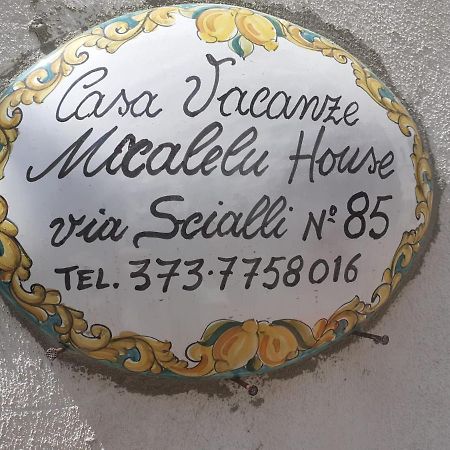 Casa Vacanze
Micalelu House
via Scialli N° 85
TEL. 373.7758016